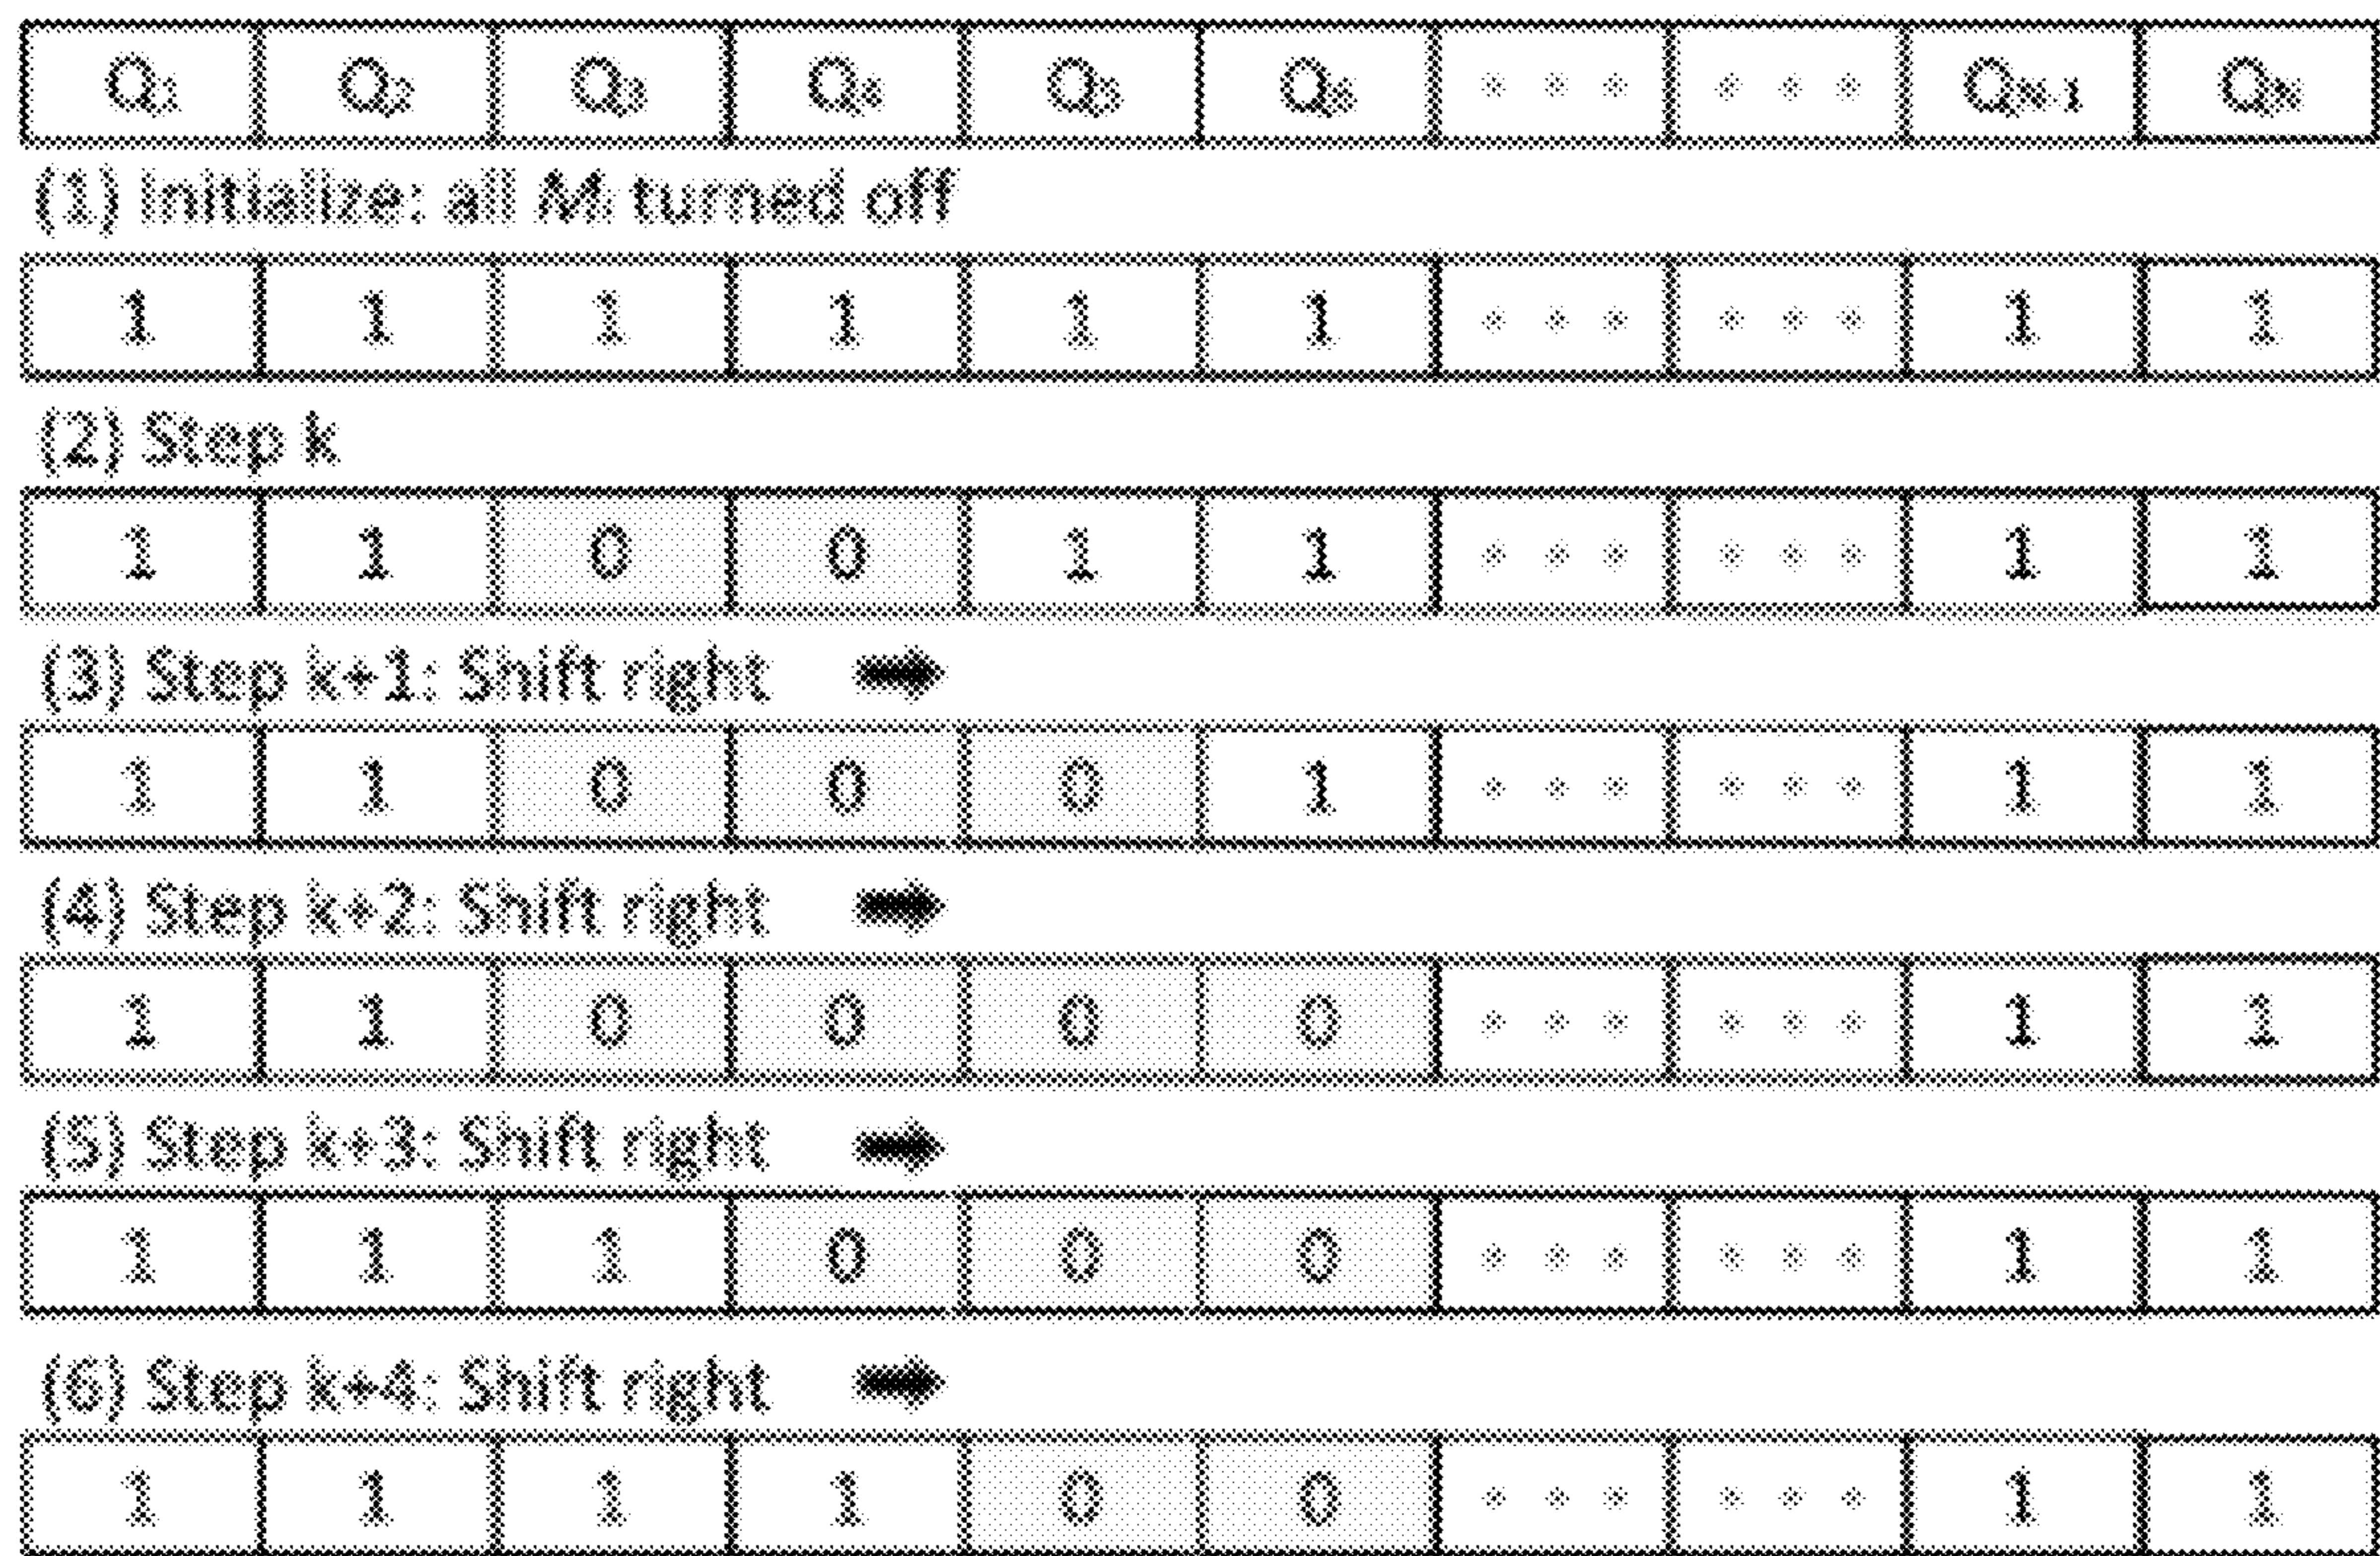 Q1 Q2 Q3 Q4 Q5 Q6 • • • • • • QN-1 QN
(1) Initialize: all Mi turned off
1 1 1 1 1 1 • • • • • • 1 1
(2) Step k
1 1 0 0 1 1 • • • • • • 1 1
(3) Step k+1: Shift right
1 1 0 0 0 1 • • • • • • 1 1
(4) Step k+2: Shift right
1 1 0 0 0 0 • • • • • • 1 1
(5) Step k+3: Shift right
1 1 1 0 0 0 • • • • • • 1 1
(6) Step k+4: Shift right
1 1 1 1 0 0 • • • • • • 1 1